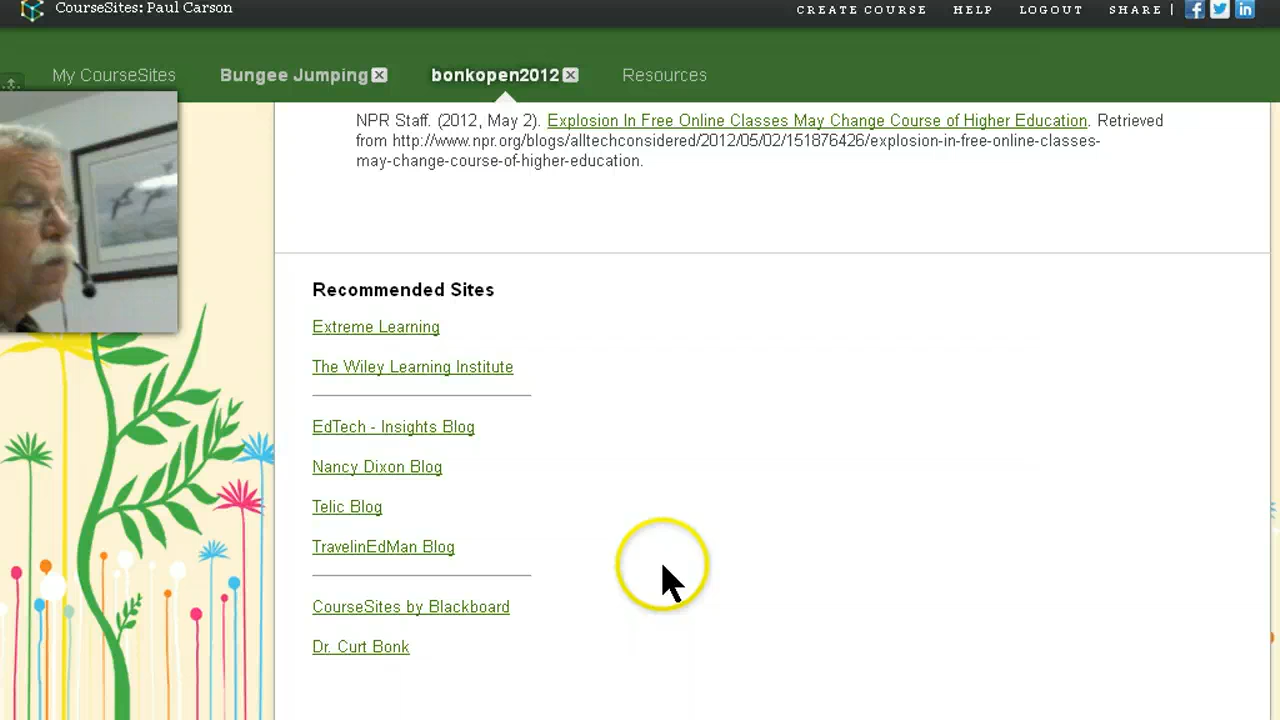 CourseSites: Paul Carson
CREATE COURSE HELP LOGOUT SHARE |
My CourseSites Bungee Jumping bonkopen2012 Resources
NPR Staff. (2012, May 2). Explosion In Free Online Classes May Change Course of Higher Education. Retrieved
from http://www.npr.org/blogs/alltechconsidered/2012/05/02/151876426/explosion-in-free-online-classes-
may-change-course-of-higher-education.
Recommended Sites
Extreme Learning
The Wiley Learning Institute
EdTech - Insights Blog
Nancy Dixon Blog
Telic Blog
TravelinEdMan Blog
CourseSites by Blackboard
Dr. Curt Bonk